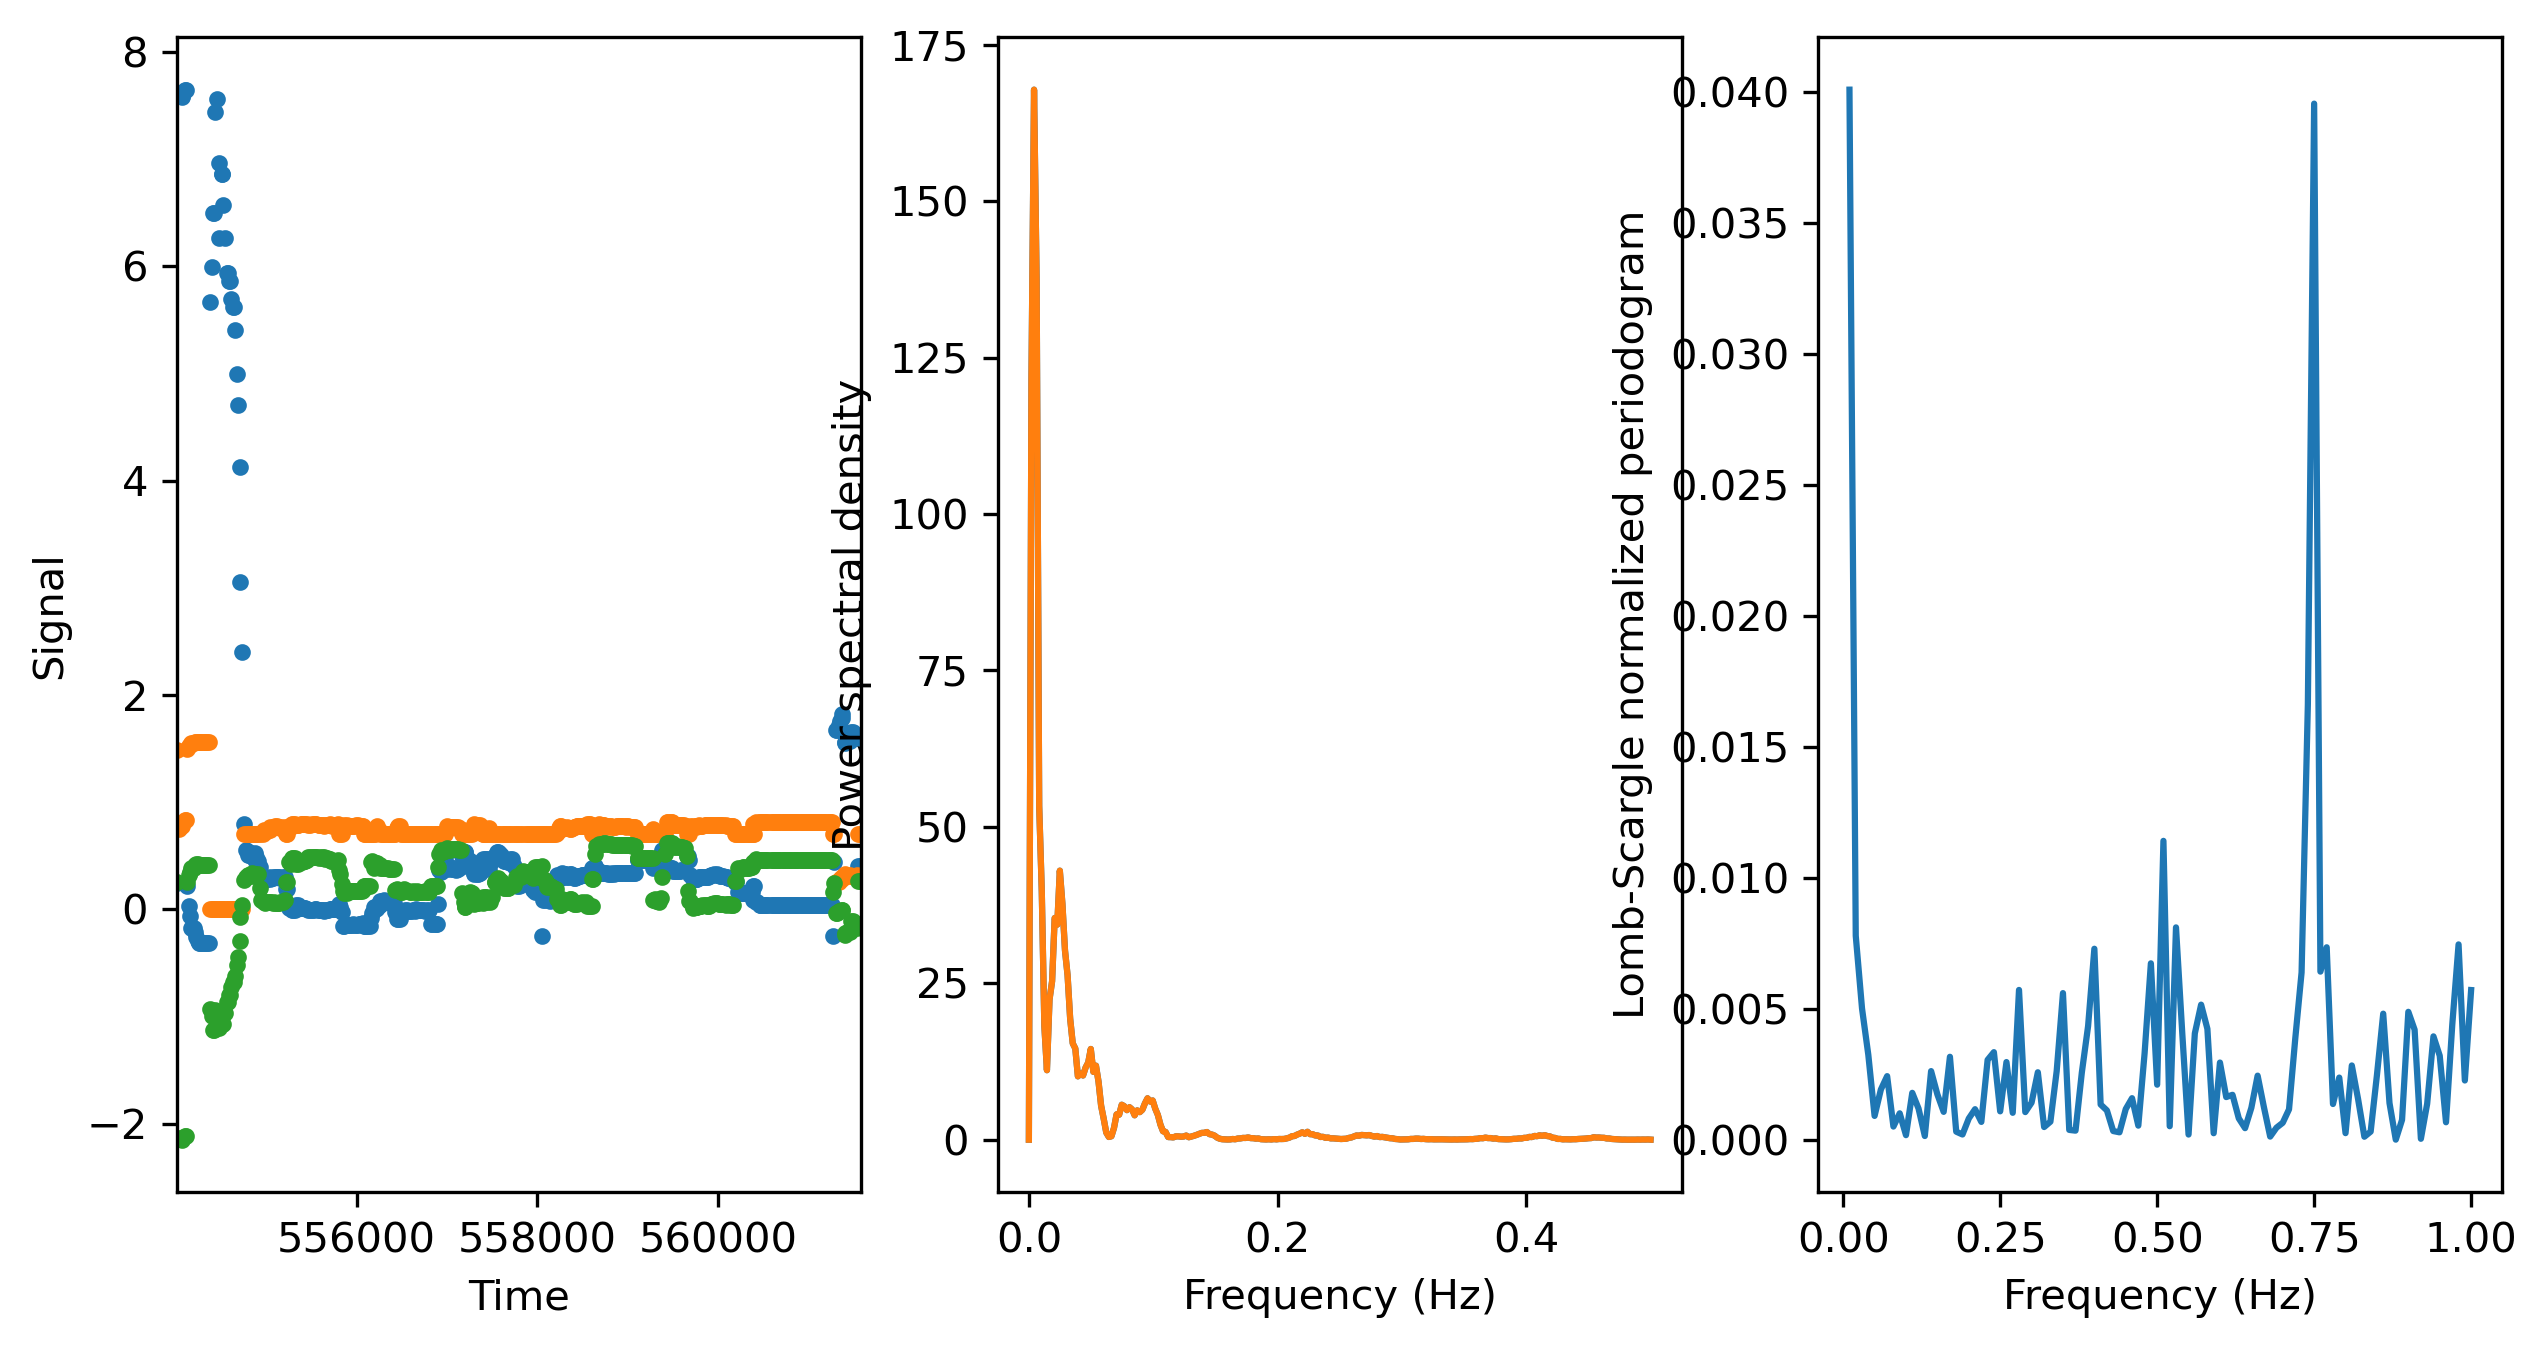 8
6
4
2
0
−2
Signal
556000 558000 560000
Time
175
150
125
100
75
50
25
0
Power spectral density
0.0 0.2 0.4
Frequency (Hz)
0.040
0.035
0.030
0.025
0.020
0.015
0.010
0.005
0.000
Lomb-Scargle normalized periodogram
0.00 0.25 0.50 0.75 1.00
Frequency (Hz)